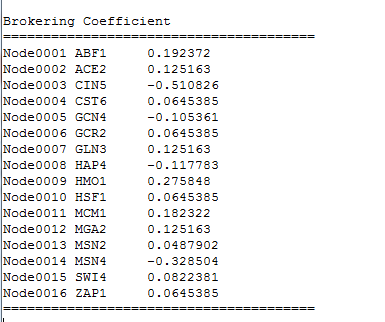 Brokering Coefficient
=======================================
Node0001 ABF1 0.192372
Node0002 ACE2 0.125163
Node0003 CIN5 -0.510826
Node0004 CST6 0.0645385
Node0005 GCN4 -0.105361
Node0006 GCR2 0.0645385
Node0007 GLN3 0.125163
Node0008 HAP4 -0.117783
Node0009 HMO1 0.275848
Node0010 HSF1 0.0645385
Node0011 MCM1 0.182322
Node0012 MGA2 0.125163
Node0013 MSN2 0.0487902
Node0014 MSN4 -0.328504
Node0015 SWI4 0.0822381
Node0016 ZAP1 0.0645385
=======================================